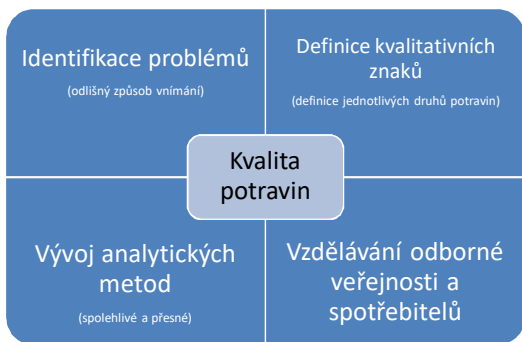 Identifikace problémů
(odlišný způsob vnímání)
Definice kvalitativních
znaků
(definice jednotlivých druhů potravin)
Kvalita
potravin
Vývoj analytických
metod
(spolehlivé a přesné)
Vzdělávání odborné
veřejnosti a
spotřebitelů